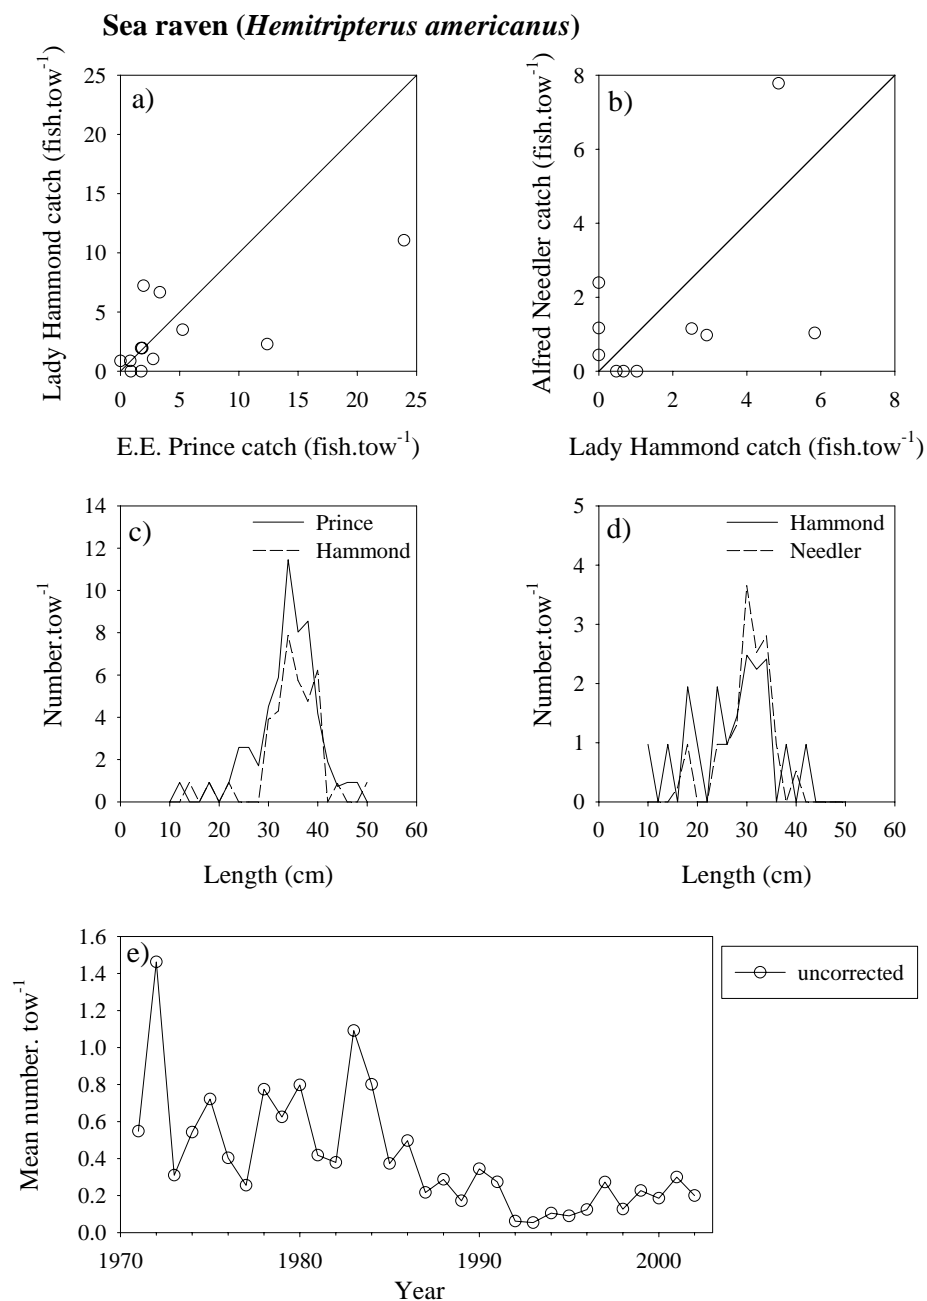 Sea raven (Hemitripterus americanus)
a)
Lady Hammond catch (fish.tow-1)
25
20
15
10
5
0
0 5 10 15 20 25
E.E. Prince catch (fish.tow-1)
b)
Alfred Needler catch (fish.tow-1)
8
6
4
2
0
0 2 4 6 8
Lady Hammond catch (fish.tow-1)
c)
Prince
Hammond
Number.tow-1
14
12
10
8
6
4
2
0
0 10 20 30 40 50 60
Length (cm)
d)
Hammond
Needler
Number.tow-1
5
4
3
2
1
0
0 10 20 30 40 50 60
Length (cm)
e)
uncorrected
Mean number. tow-1
1.6
1.4
1.2
1.0
0.8
0.6
0.4
0.2
0.0
1970 1980 1990 2000
Year